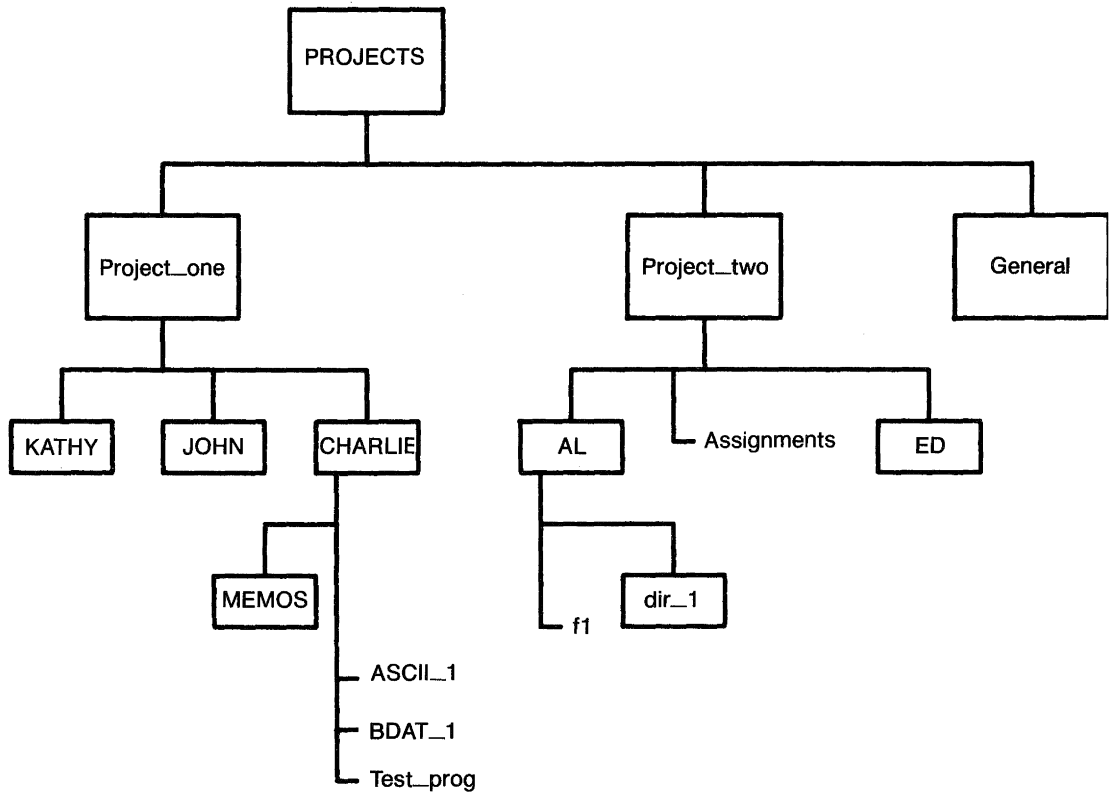 PROJECTS
Project_one
Project_two
General
KATHY
JOHN
CHARLIE
AL
Assignments
ED
MEMOS
dir_1
f1
ASCII_1
BDAT_1
Test_prog